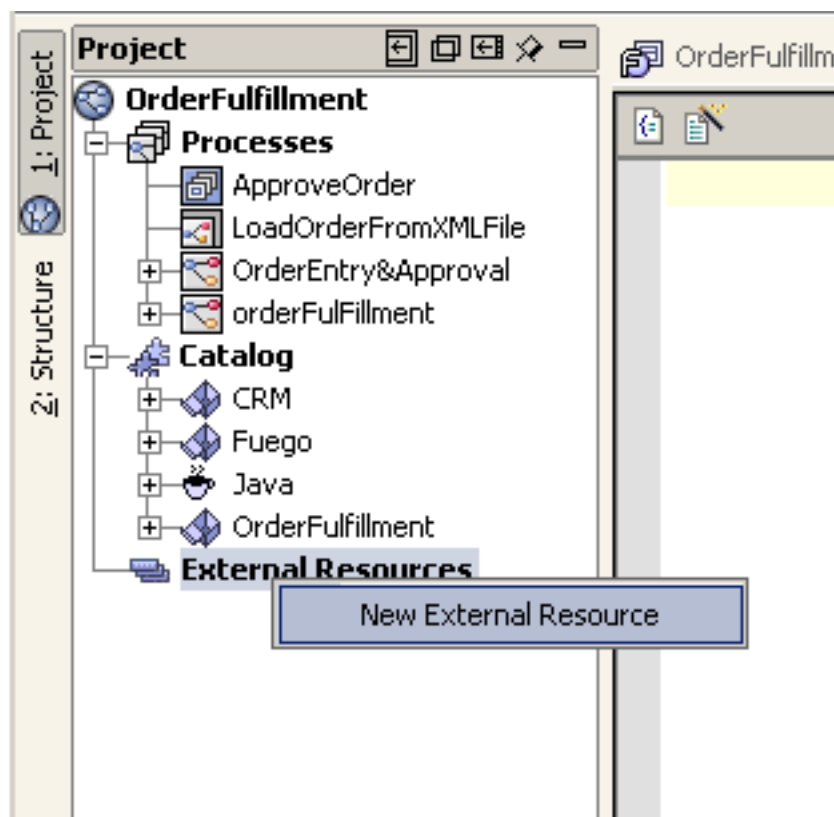 1: Project
2: Structure
Project
OrderFulfillment
Processes
ApproveOrder
LoadOrderFromXMLFile
OrderEntry&Approval
orderFulFillment
Catalog
CRM
Fuego
Java
OrderFulfillment
External Resources
New External Resource
OrderFulfillm